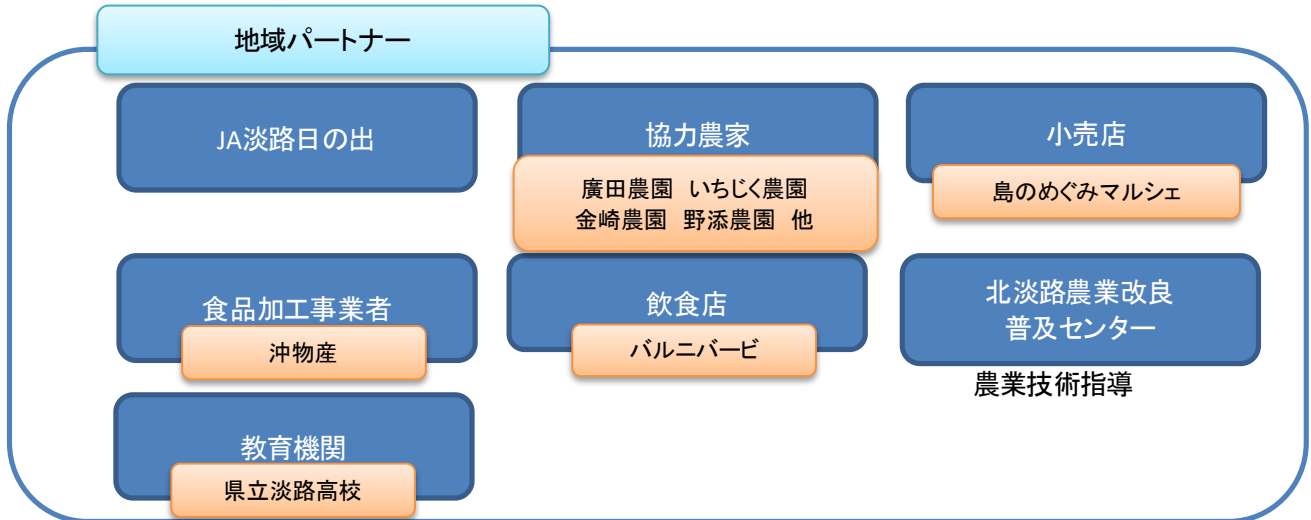 地域パートナー
JA淡路日の出
協力農家
廣田農園 いちじく農園
金崎農園 野添農園 他
小売店
島のめぐみマルシェ
食品加工事業者
沖物産
飲食店
バルニバービ
北淡路農業改良
普及センター
農業技術指導
教育機関
県立淡路高校